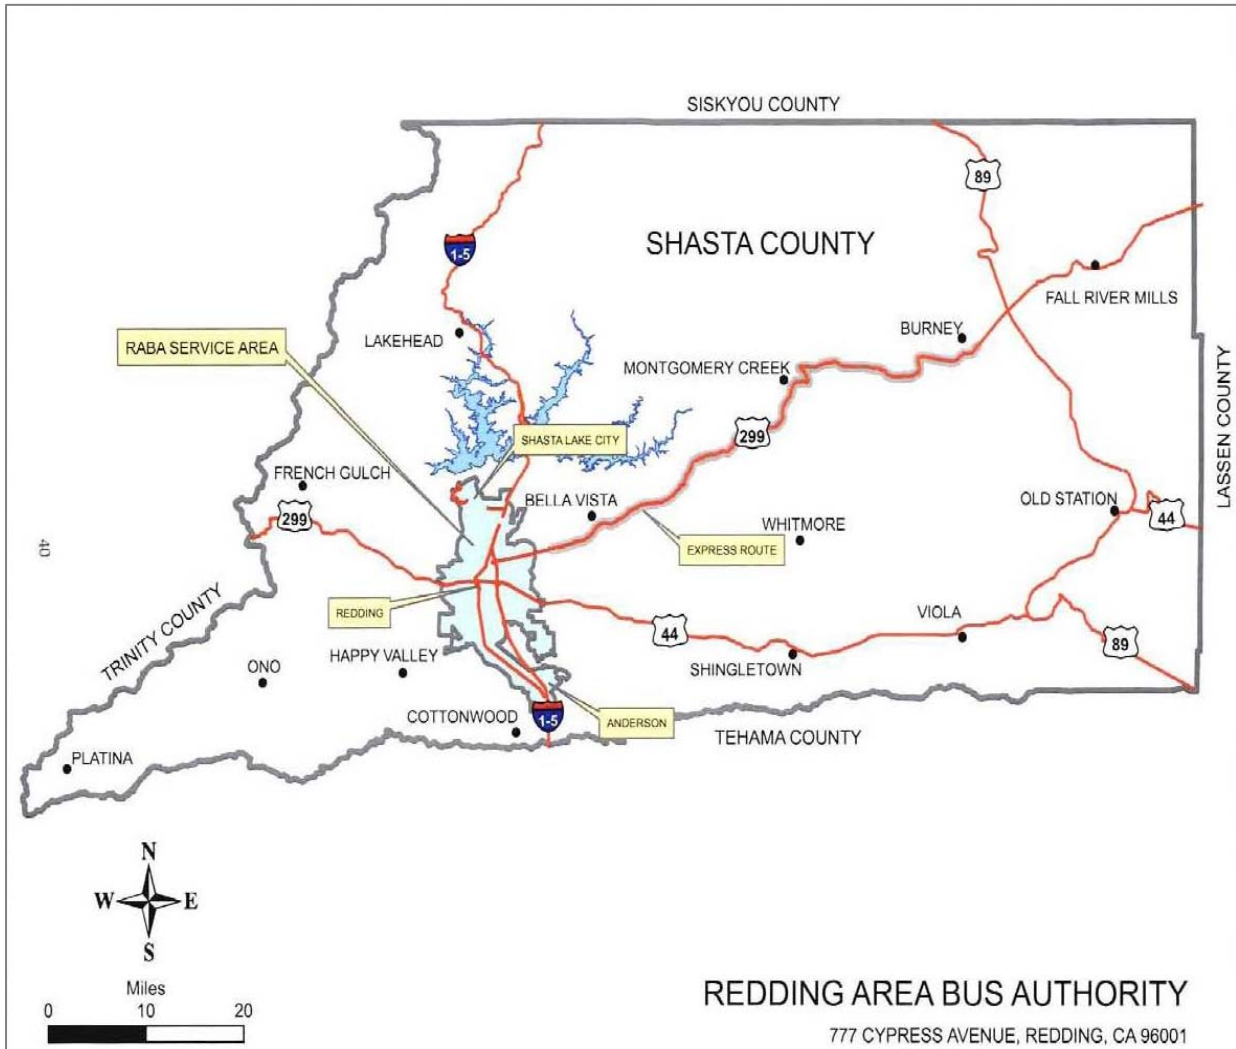 SISKYOU COUNTY
89
SHASTA COUNTY
1-5
FALL RIVER MILLS
RABA SERVICE AREA
LAKEHEAD
BURNEY
MONTGOMERY CREEK
LASSEN COUNTY
299
SHASTA LAKE CITY
FRENCH GULCH
BELLA VISTA
OLD STATION
299
44
WHITMORE
40
EXPRESS ROUTE
REDDING
VIOLA
TRINITY COUNTY
44
89
HAPPY VALLEY
ONO
SHINGLETOWN
COTTONWOOD
1-5
ANDERSON
TEHAMA COUNTY
PLATINA
N
W E
S
Miles
0 10 20
REDDING AREA BUS AUTHORITY
777 CYPRESS AVENUE, REDDING, CA 96001